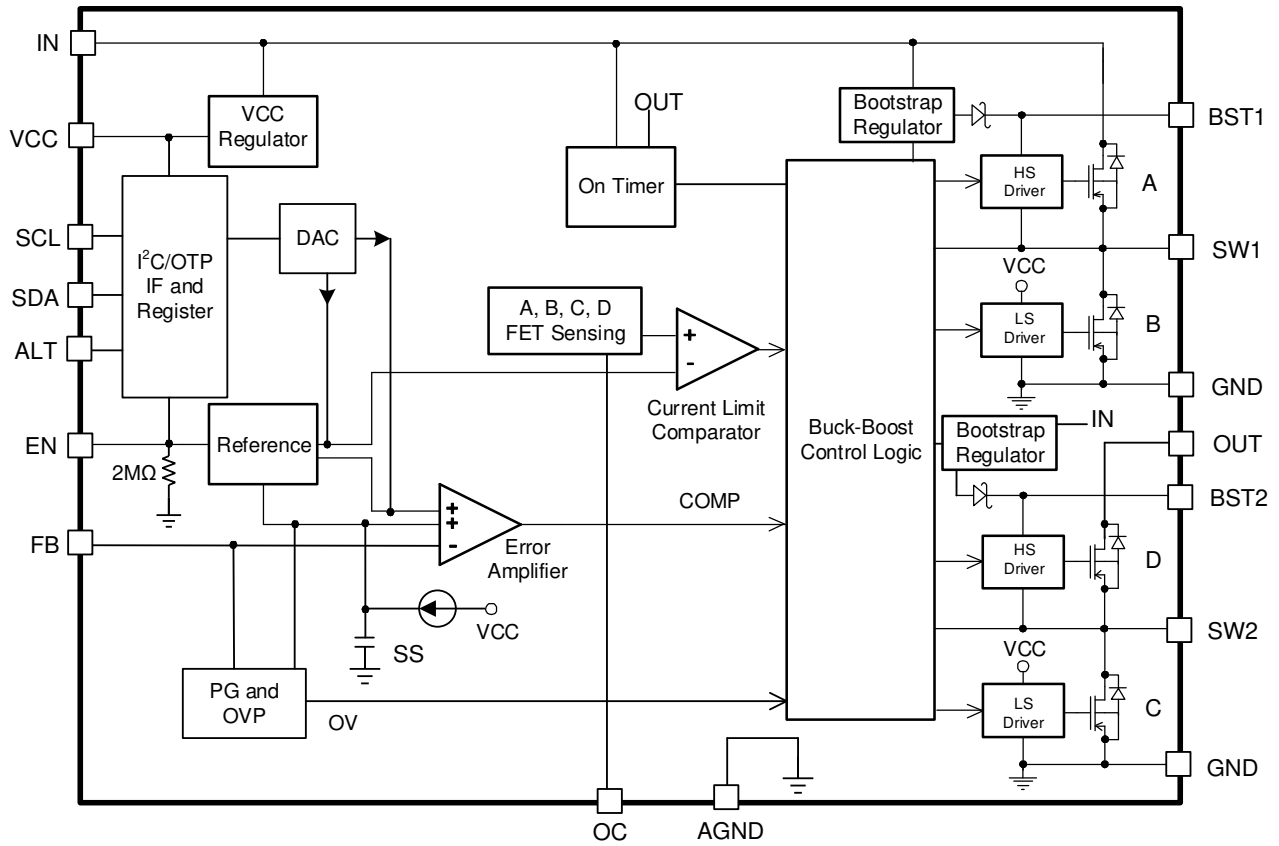 IN
VCC
Regulator
OUT
Bootstrap
Regulator
BST1
VCC
On Timer
HS
Driver
A
SCL
I²C/OTP
IF and
Register
DAC
SW1
VCC
SDA
A, B, C, D
FET Sensing
+
-
LS
Driver
B
ALT
Current Limit
Comparator
GND
Buck-Boost
Control Logic
Bootstrap
Regulator
IN
OUT
EN
Reference
2MΩ
COMP
BST2
+
+
-
Error
Amplifier
FB
HS
Driver
D
VCC
SS
SW2
VCC
PG and
OVP
OV
LS
Driver
C
GND
OC
AGND